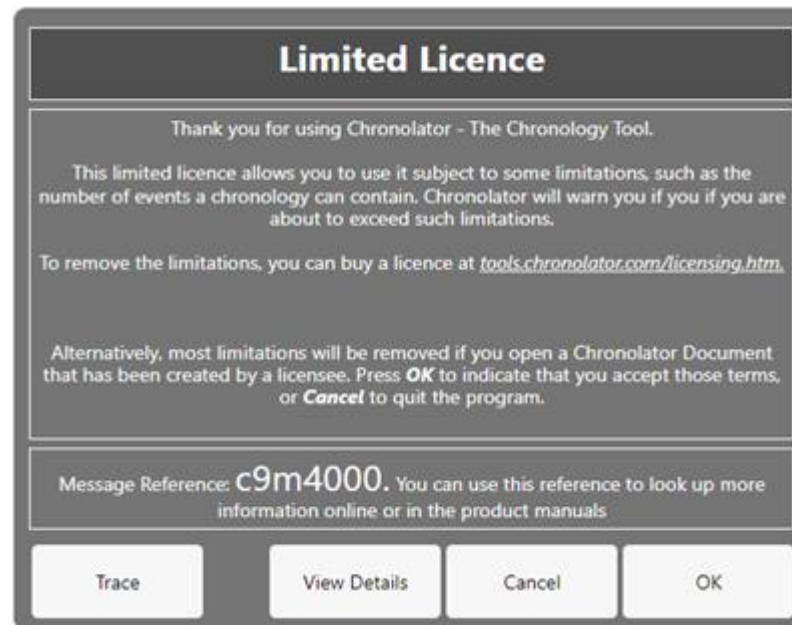 Limited Licence
Thank you for using Chronolator - The Chronology Tool.
This limited licence allows you to use it subject to some limitations, such as the
number of events a chronology can contain. Chronolator will warn you if you if you are
about to exceed such limitations.
To remove the limitations, you can buy a licence at tools.chronolator.com/licensing.htm.
Alternatively, most limitations will be removed if you open a Chronolator Document
that has been created by a licensee. Press OK to indicate that you accept those terms,
or Cancel to quit the program.
Message Reference: c9m4000. You can use this reference to look up more
information online or in the product manuals
Trace View Details Cancel OK